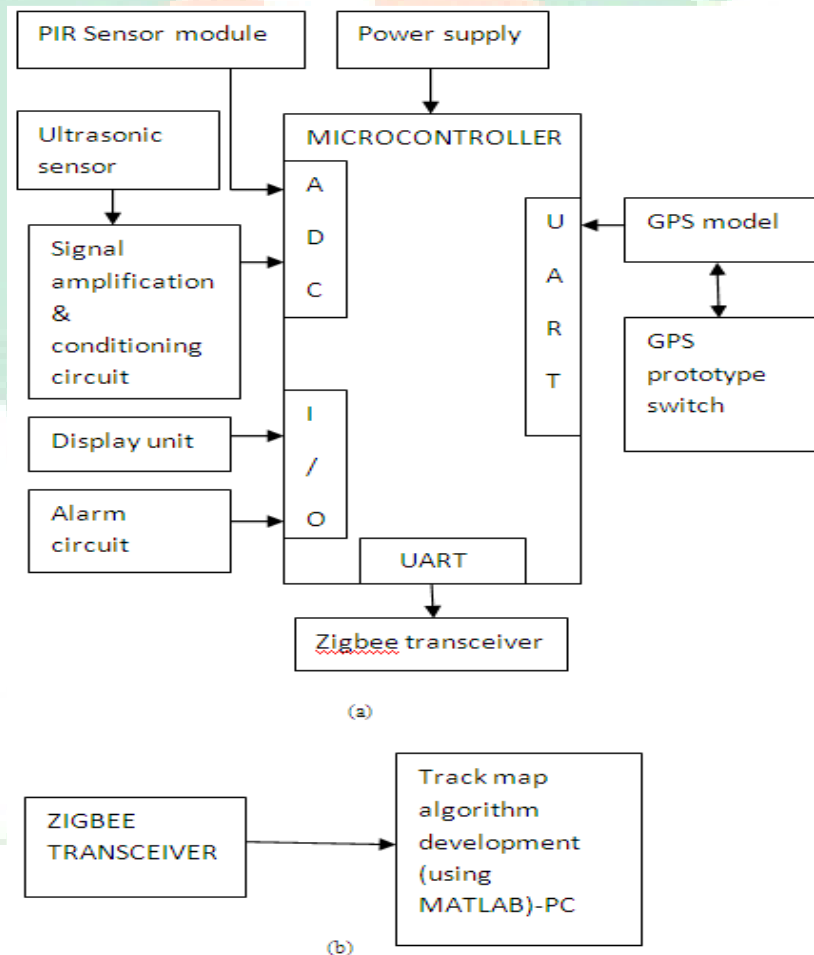 PIR Sensor module
Power supply
Ultrasonic
sensor
MICROCONTROLLER
A
D
C
Signal
amplification
&
conditioning
circuit
U
A
R
T
GPS model
GPS
prototype
switch
I
/
O
Display unit
Alarm
circuit
UART
Zigbee transceiver
(a)
ZIGBEE
TRANSCEIVER
Track map
algorithm
development
(using
MATLAB)-PC
(b)